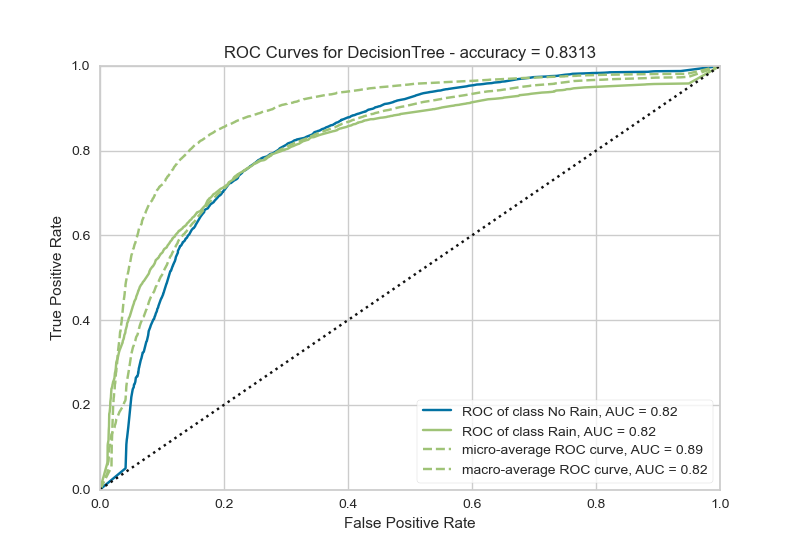 ROC Curves for DecisionTree - accuracy = 0.8313
1.0
0.8
0.6
0.4
0.2
0.0
True Positive Rate
ROC of class No Rain, AUC = 0.82
ROC of class Rain, AUC = 0.82
micro-average ROC curve, AUC = 0.89
macro-average ROC curve, AUC = 0.82
0.0 0.2 0.4 0.6 0.8 1.0
False Positive Rate